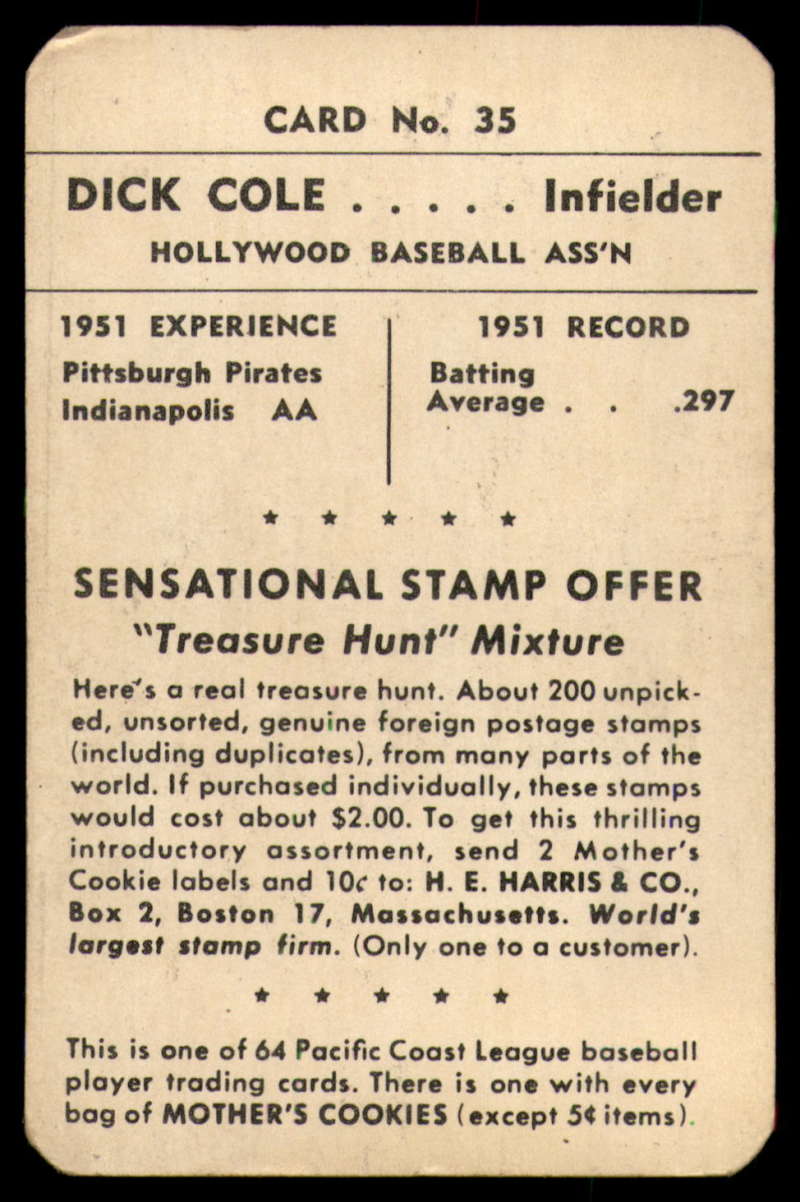 CARD No. 35
DICK COLE . . . . . Infielder
HOLLYWOOD BASEBALL ASS'N
1951 EXPERIENCE
Pittsburgh Pirates
Indianapolis AA
1951 RECORD
Batting
Average . . .297
★ ★ ★ ★ ★
SENSATIONAL STAMP OFFER
"Treasure Hunt" Mixture
Here's a real treasure hunt. About 200 unpick-
ed, unsorted, genuine foreign postage stamps
(including duplicates), from many parts of the
world. If purchased individually, these stamps
would cost about $2.00. To get this thrilling
introductory assortment, send 2 Mother's
Cookie labels and 10¢ to: H. E. HARRIS & CO.,
Box 2, Boston 17, Massachusetts. World's
largest stamp firm. (Only one to a customer).
★ ★ ★ ★ ★
This is one of 64 Pacific Coast League baseball
player trading cards. There is one with every
bag of MOTHER'S COOKIES (except 5¢ items).